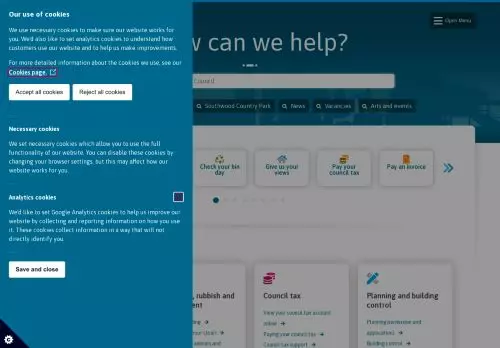 Our use of cookies
We use necessary cookies to make our website works for
you. We'd also like to set analytics cookies to understand how
customers use our website and to help us make improvements.
For more detailed information about the cookies we use, see our
Cookies page.
Accept all cookies
Reject all cookies
Necessary cookies
We set necessary cookies which allow you to use the full
functionality of our website. You can disable these cookies by
changing your browser settings, but this may affect how our
website works for you.
Analytics cookies
We'd like to set Google Analytics cookies to help us improve our
website by collecting and reporting information on how you use
it. These cookies collect information in a way that will not
directly identify you.
Save and close
Open Menu
can we help?
Southwood Country Park
News
Vacancies
Arts and events
Check your bin
day
Give us your
views
Pay your
council tax
Pay an invoice
, rubbish and
Council tax
View your council tax account
online
Paying your council tax
Council tax support
Planning and building
control
Planning permission and
applications
Building control